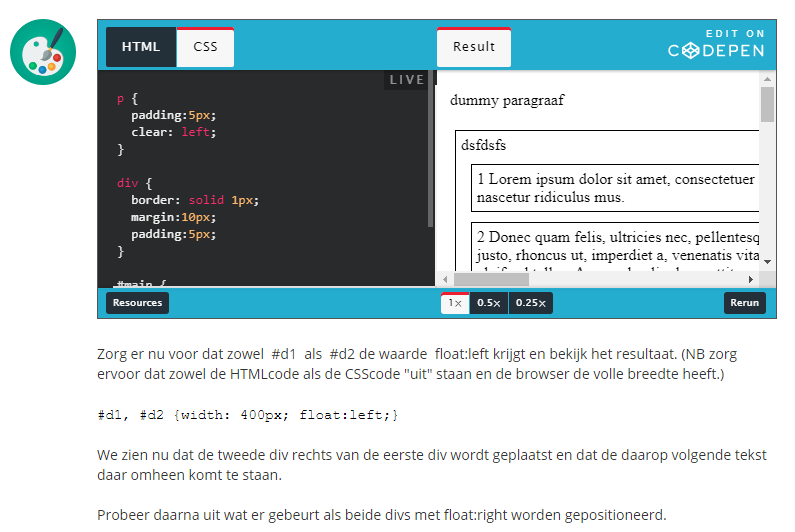 HTML
CSS
Result
EDIT ON
CODEPEN
LIVE
p {
padding:5px;
clear: left;
}
div {
border: solid 1px;
margin:10px;
padding:5px;
}
#main {
dummy paragraaf
dsfdsfs
1 Lorem ipsum dolor sit amet, consectetuer
nascetur ridiculus mus.
2 Donec quam felis, ultricies nec, pellentesq
justo, rhoncus ut, imperdiet a, venenatis vita
Resources
1×
0.5×
0.25×
Rerun
Zorg er nu voor dat zowel #d1 als #d2 de waarde float:left krijgt en bekijk het resultaat. (NB zorg
ervoor dat zowel de HTMLcode als de CSScode "uit" staan en de browser de volle breedte heeft.)
#d1, #d2 {width: 400px; float:left;}
We zien nu dat de tweede div rechts van de eerste div wordt geplaatst en dat de daarop volgende tekst
daar omheen komt te staan.
Probeer daarna uit wat er gebeurt als beide divs met float:right worden gepositioneerd.